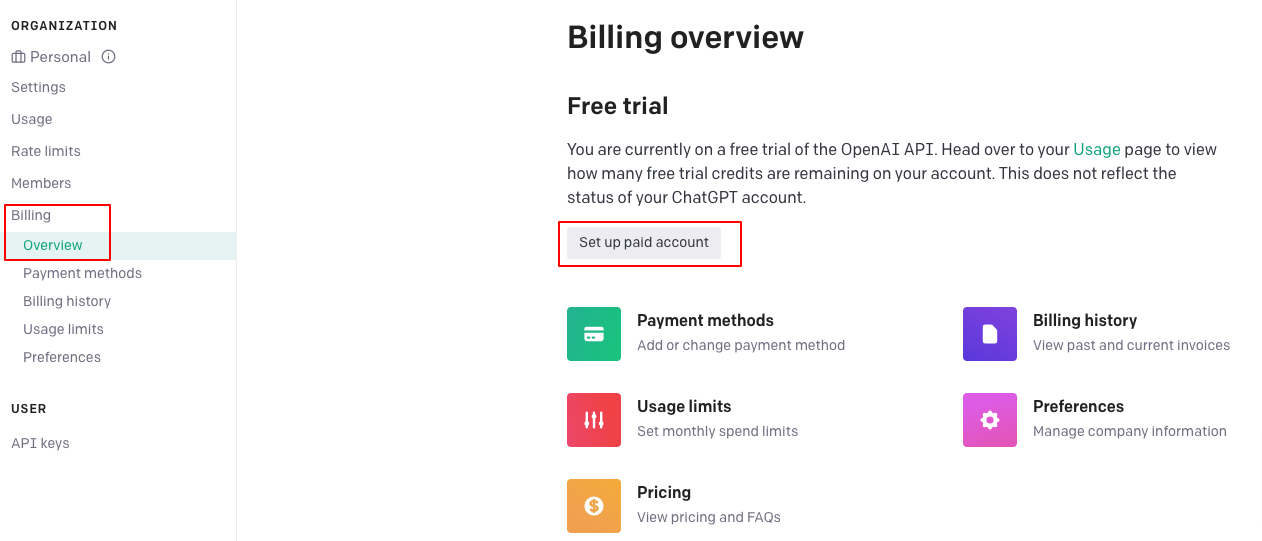 ORGANIZATION
Personal
Settings
Usage
Rate limits
Members
Billing
Overview
Payment methods
Billing history
Usage limits
Preferences
USER
API keys
Billing overview
Free trial
You are currently on a free trial of the OpenAI API. Head over to your Usage page to view
how many free trial credits are remaining on your account. This does not reflect the
status of your ChatGPT account.
Set up paid account
Payment methods
Add or change payment method
Billing history
View past and current invoices
Usage limits
Set monthly spend limits
Preferences
Manage company information
Pricing
View pricing and FAQs